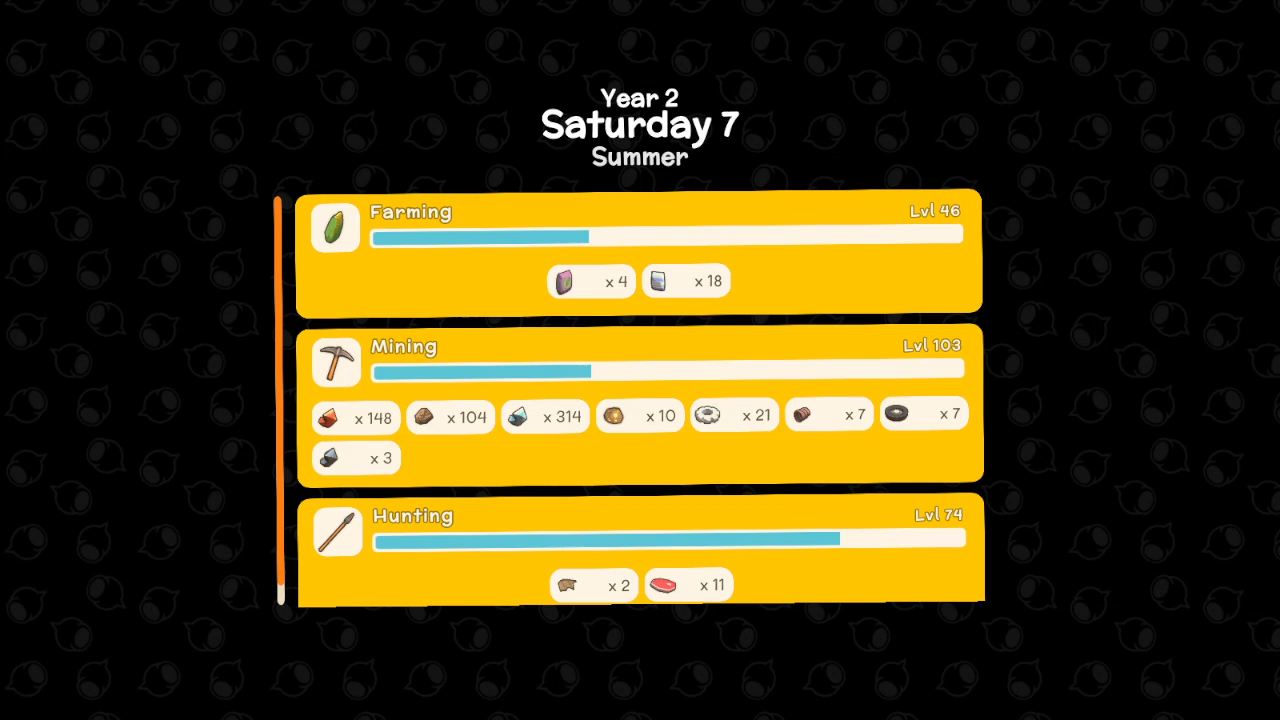 Year 2
Saturday 7
Summer
Farming Lvl 46
x 4 x 18
Mining Lvl 103
x 148 x 104 x 314 x 10 x 21 x 7 x 7
x 3
Hunting Lvl 74
x 2 x 11